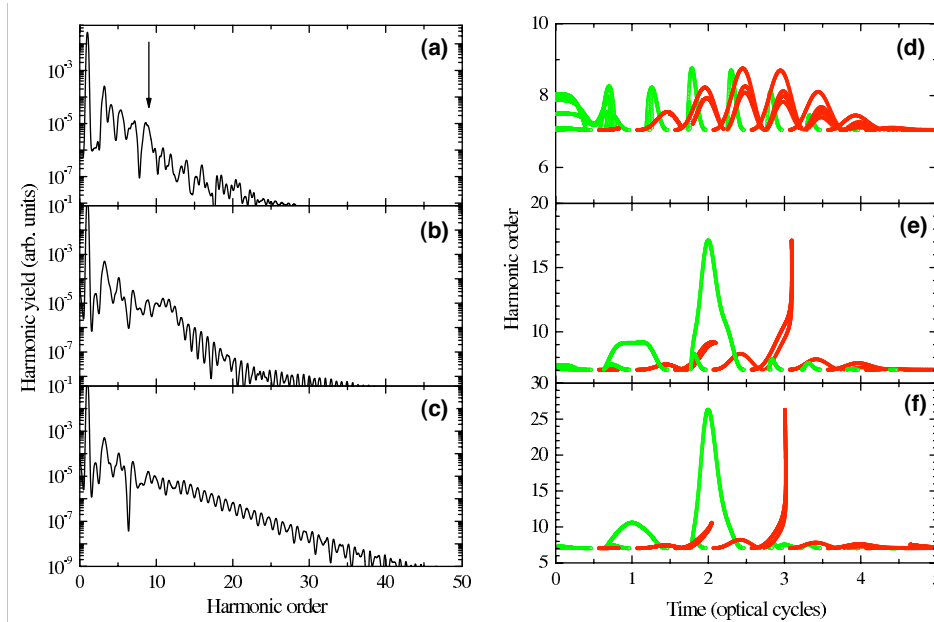 (a)
10⁻³
10⁻⁵
10⁻⁷
10⁻¹
(b)
10⁻³
10⁻⁵
10⁻⁷
10⁻¹
(c)
10⁻³
10⁻⁵
10⁻⁷
10⁻⁹
0 10 20 30 40 50
Harmonic order
Harmonic yield (arb. units)
(d)
10
8
6
20
(e)
15
10
30
(f)
25
20
15
10
5
0 1 2 3 4 5
Time (optical cycles)
Harmonic order